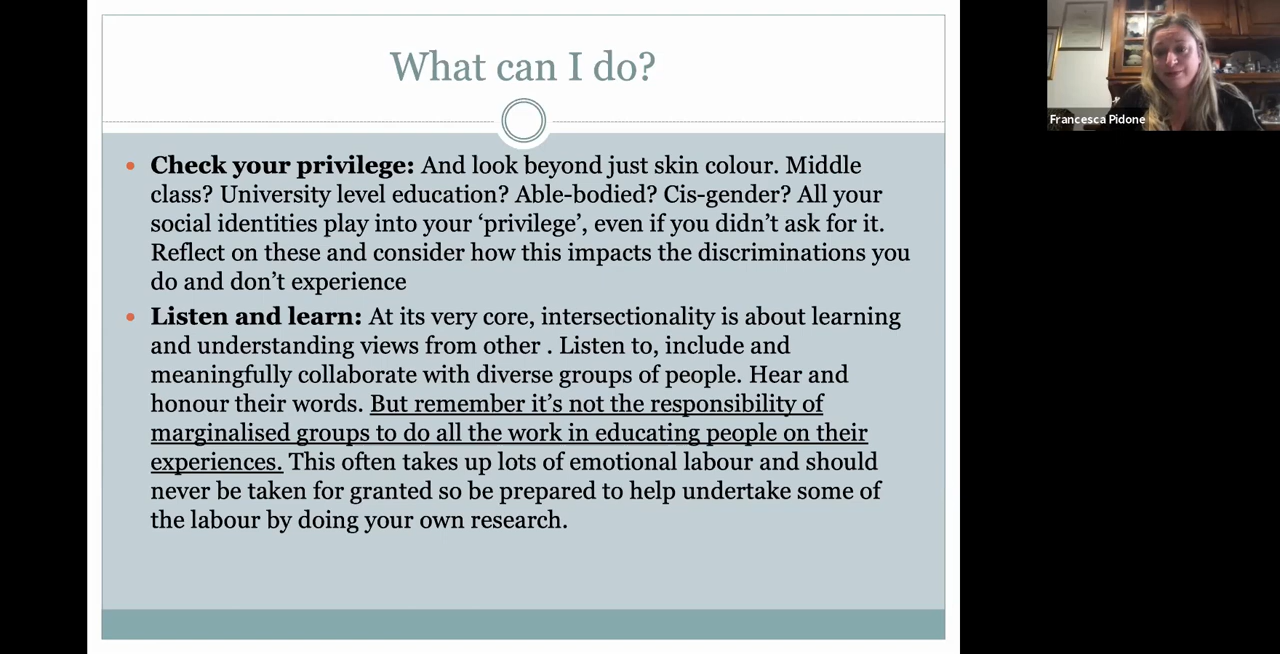 What can I do?
Check your privilege: And look beyond just skin colour. Middle
class? University level education? Able-bodied? Cis-gender? All your
social identities play into your ‘privilege’, even if you didn’t ask for it.
Reflect on these and consider how this impacts the discriminations you
do and don’t experience
Listen and learn: At its very core, intersectionality is about learning
and understanding views from other . Listen to, include and
meaningfully collaborate with diverse groups of people. Hear and
honour their words. But remember it’s not the responsibility of
marginalised groups to do all the work in educating people on their
experiences. This often takes up lots of emotional labour and should
never be taken for granted so be prepared to help undertake some of
the labour by doing your own research.
Francesca Pidone